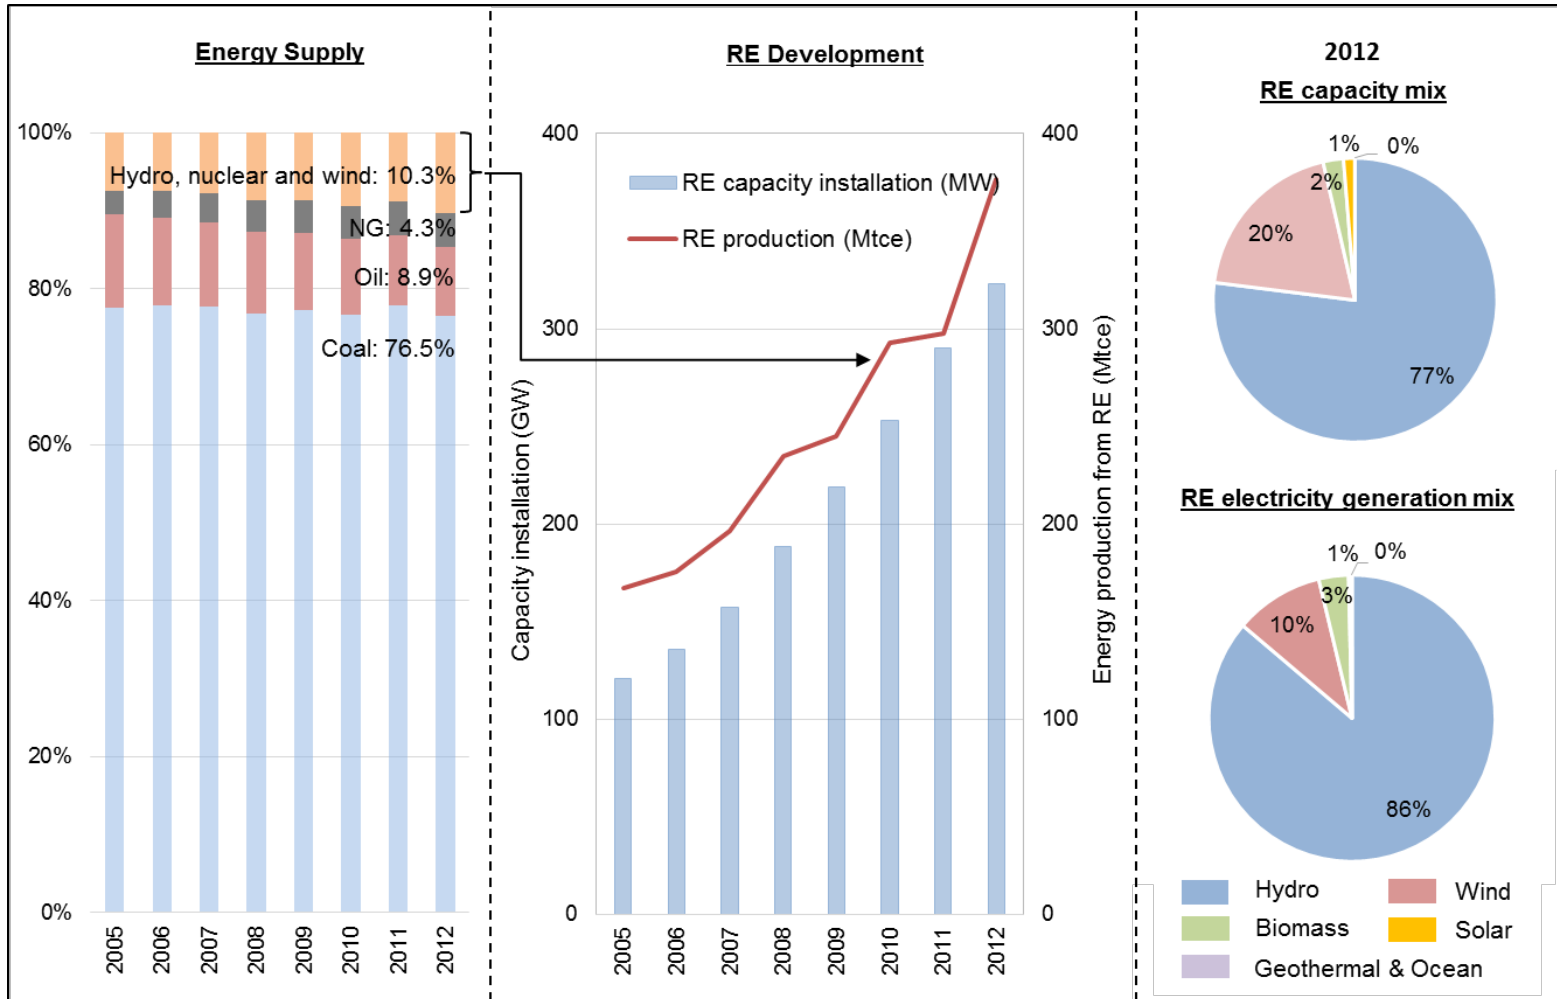 Energy Supply
100%
80%
60%
40%
20%
0%
Hydro, nuclear and wind: 10.3%
NG: 4.3%
Oil: 8.9%
Coal: 76.5%
2005
2006
2007
2008
2009
2010
2011
2012
RE Development
Capacity installation (GW)
400
300
200
100
0
RE capacity installation (MW)
RE production (Mtce)
400
300
200
100
0
Energy production from RE (Mtce)
2005
2006
2007
2008
2009
2010
2011
2012
2012
RE capacity mix
1%
0%
2%
20%
77%
RE electricity generation mix
1%
0%
3%
10%
86%
Hydro
Wind
Biomass
Solar
Geothermal & Ocean